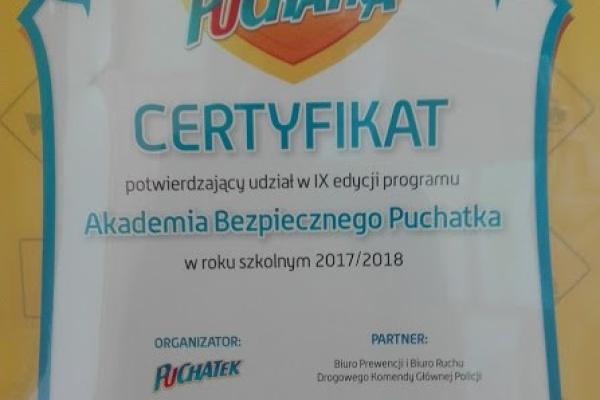 PUCHATKA
CERTYFIKAT
potwierdzający udział w IX edycji programu
Akademia Bezpiecznego Puchatka
w roku szkolnym 2017/2018
ORGANIZATOR:
PUCHATEK
PARTNER:
Biuro Prewencji i Biuro Ruchu
Drogowego Komendy Głównej Policji